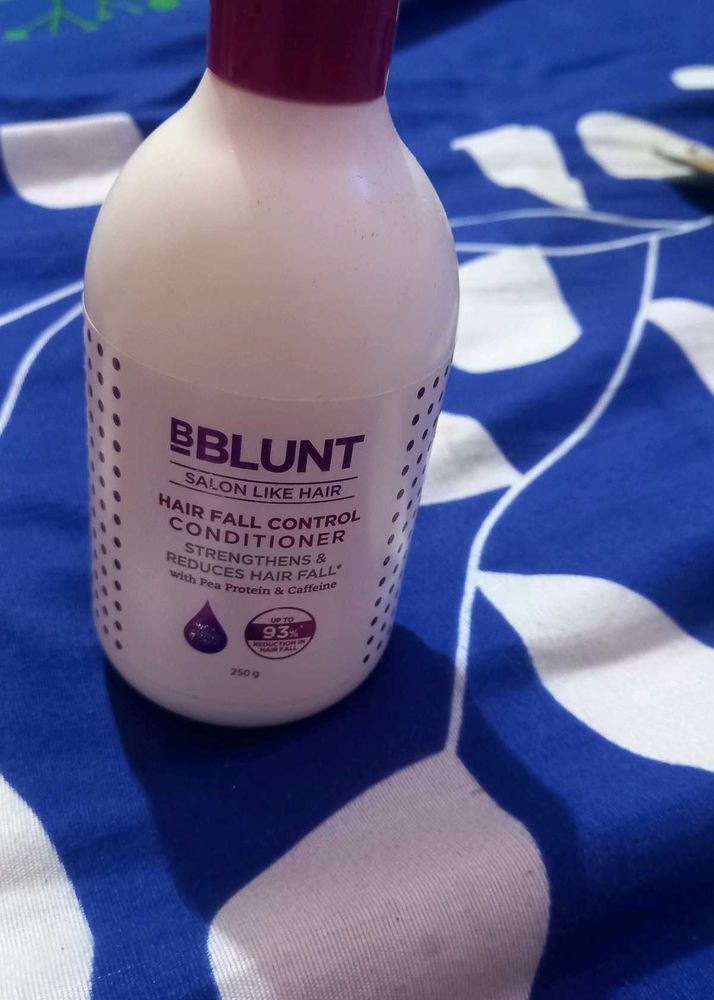 BBLUNT
SALON LIKE HAIR
HAIR FALL CONTROL
CONDITIONER
STRENGTHENS &
REDUCES HAIR FALL*
with Pea Protein & Caffeine
UP TO
93%*
REDUCTION IN
HAIR FALL
250 g